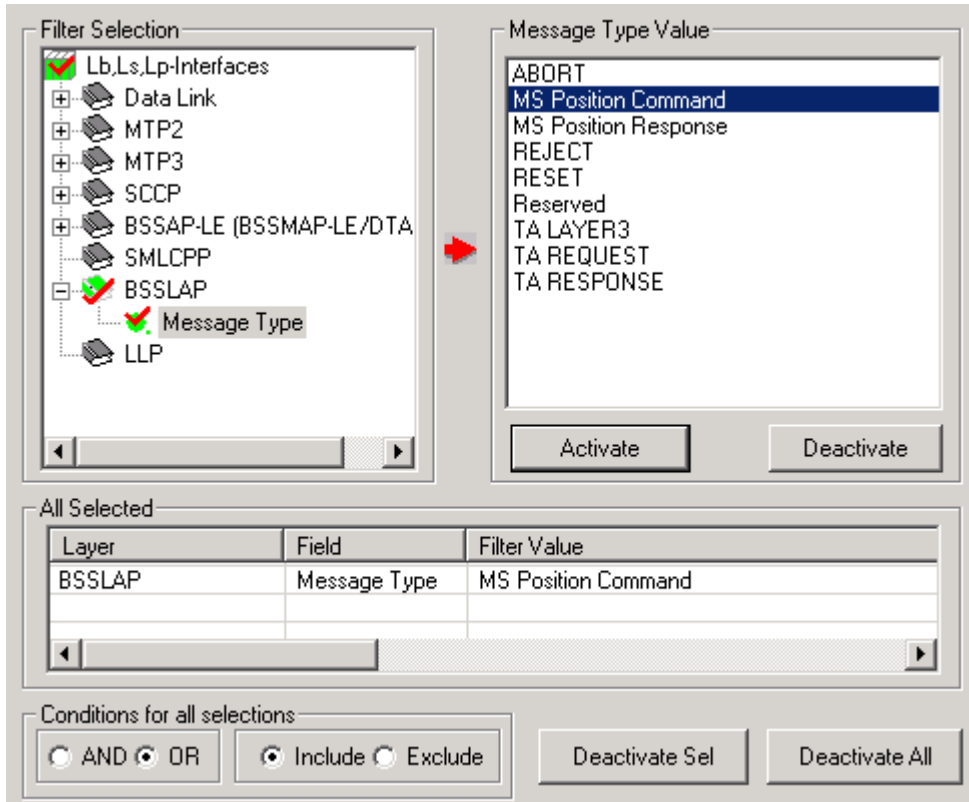 Filter Selection
Lb,Ls,Lp-Interfaces
Data Link
MTP2
MTP3
SCCP
BSSAP-LE (BSSMAP-LE/DTA
SMLCPP
BSSLAP
Message Type
LLP
Message Type Value
ABORT
MS Position Command
MS Position Response
REJECT
RESET
Reserved
TA LAYER3
TA REQUEST
TA RESPONSE
Activate Deactivate
All Selected
Layer Field Filter Value
BSSLAP Message Type MS Position Command
Conditions for all selections
AND OR Include Exclude
Deactivate Sel Deactivate All